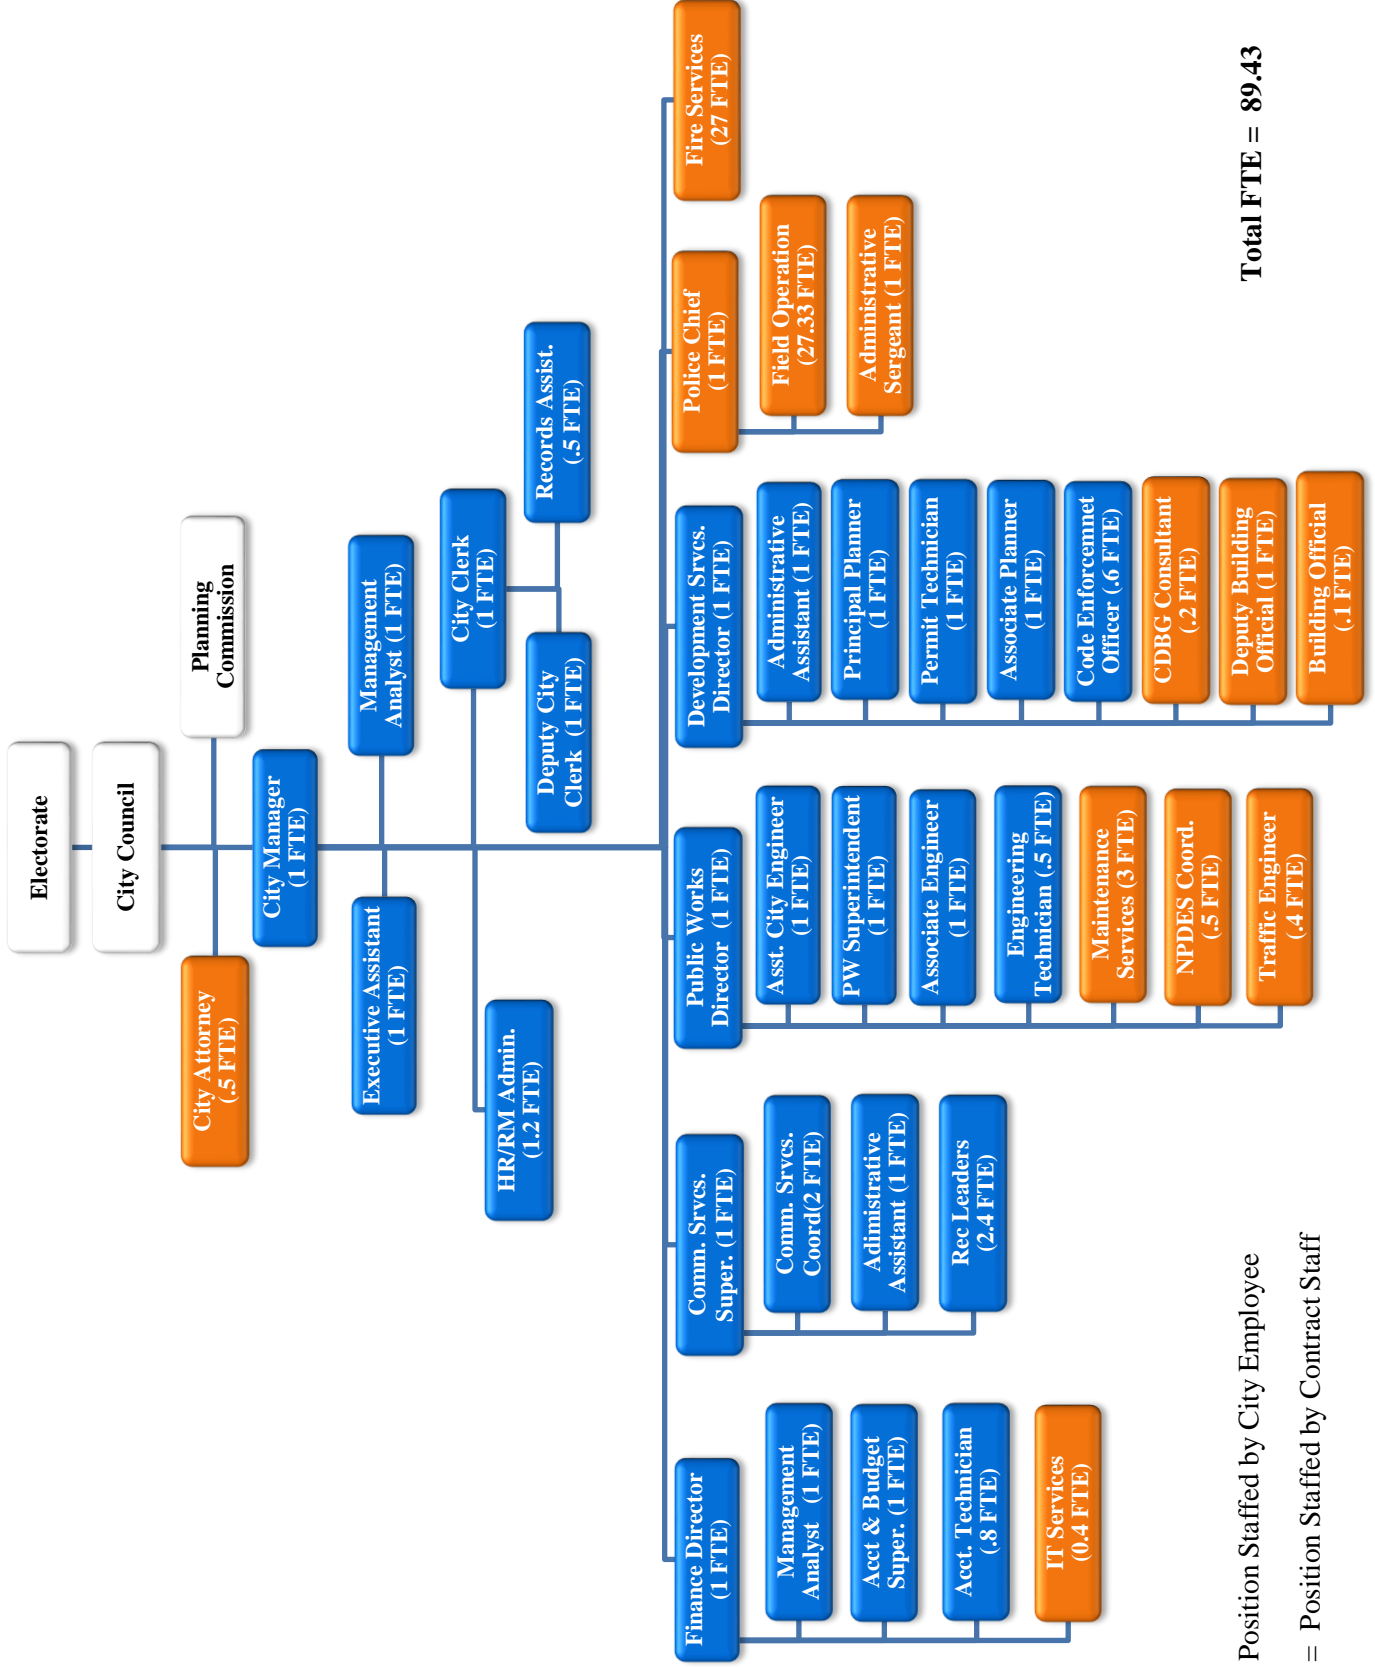 Electorate
City Council
City Attorney
(.5 FTE)
Planning
Commission
City Manager
(1 FTE)
Executive Assistant
(1 FTE)
Management
Analyst (1 FTE)
HR/RM Admin.
(1.2 FTE)
City Clerk
(1 FTE)
Deputy City
Clerk (1 FTE)
Records Assist.
(.5 FTE)
Finance Director
(1 FTE)
Management
Analyst (1 FTE)
Acct & Budget
Super. (1 FTE)
Acct. Technician
(.8 FTE)
IT Services
(0.4 FTE)
Comm. Srvcs.
Super. (1 FTE)
Comm. Srvcs.
Coord(2 FTE)
Adimistrative
Assistant (1 FTE)
Rec Leaders
(2.4 FTE)
Public Works
Director (1 FTE)
Asst. City Engineer
(1 FTE)
PW Superintendent
(1 FTE)
Associate Engineer
(1 FTE)
Engineering
Technician (.5 FTE)
Maintenance
Services (3 FTE)
NPDES Coord.
(.5 FTE)
Traffic Engineer
(.4 FTE)
Development Srvcs.
Director (1 FTE)
Administrative
Assistant (1 FTE)
Principal Planner
(1 FTE)
Permit Technician
(1 FTE)
Associate Planner
(1 FTE)
Code Enforcemnet
Officer (.6 FTE)
CDBG Consultant
(.2 FTE)
Deputy Building
Official (1 FTE)
Building Official
(.1 FTE)
Police Chief
(1 FTE)
Field Operation
(27.33 FTE)
Administrative
Sergeant (1 FTE)
Fire Services
(27 FTE)
Position Staffed by City Employee
= Position Staffed by Contract Staff
Total FTE = 89.43